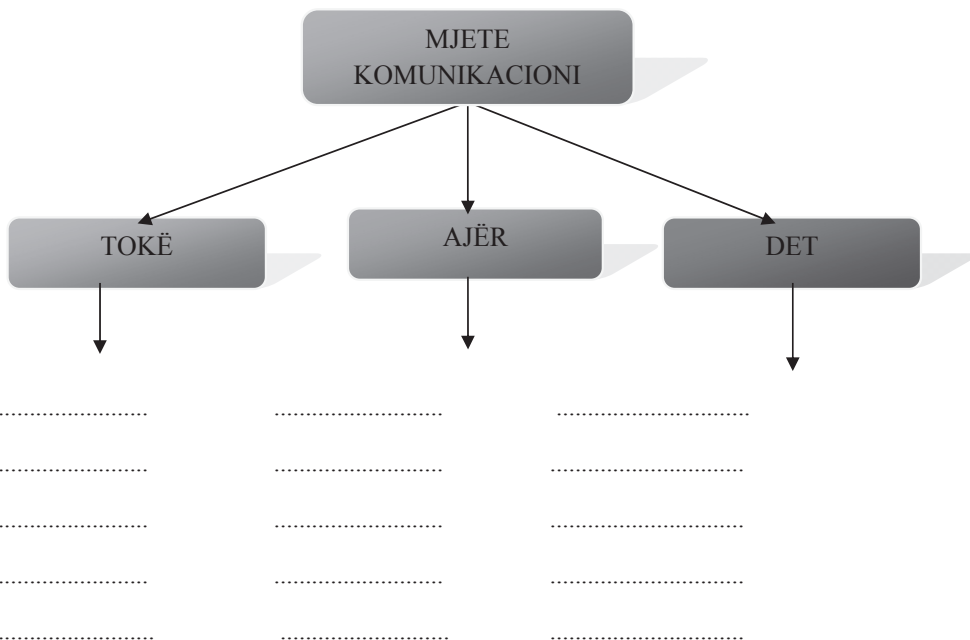 MJETE
KOMUNIKACIONI
TOKË
AJËR
DET